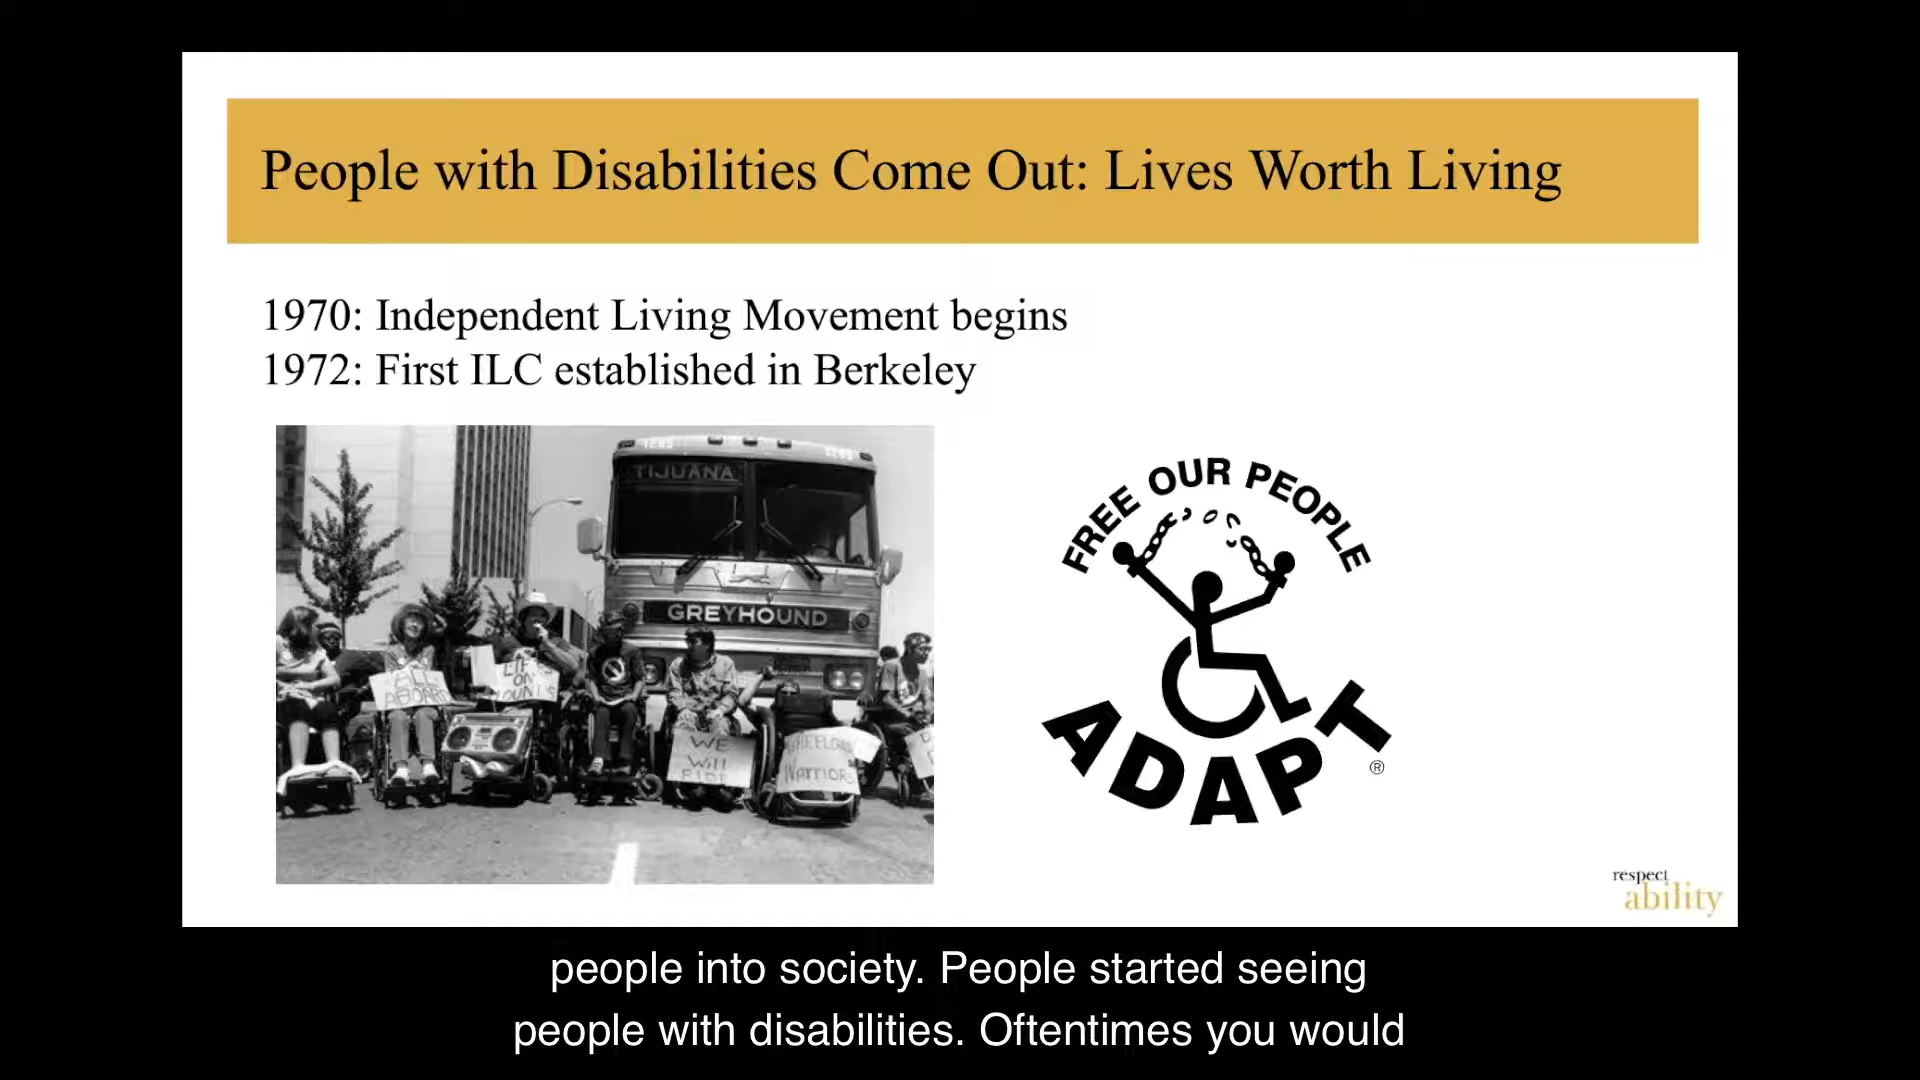 People with Disabilities Come Out: Lives Worth Living
1970: Independent Living Movement begins
1972: First ILC established in Berkeley
TIJUANA
GREYHOUND
ALL
ABOARD
ON
WE
Will
RIDE
WARRIORS
FREE OUR PEOPLE
ADAPT
®
respect
ability
people into society. People started seeing
people with disabilities. Oftentimes you would